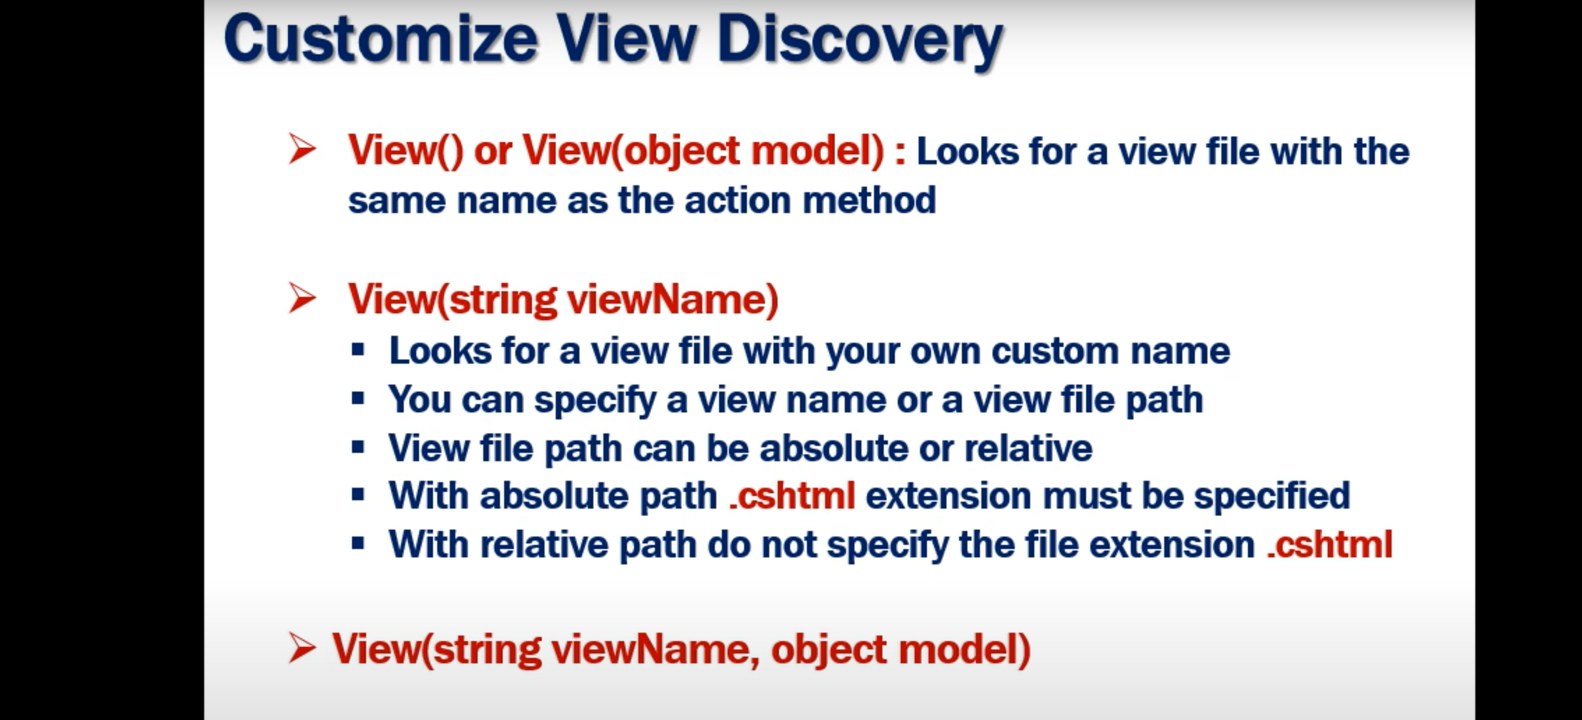 Customize View Discovery
➢ View() or View(object model) : Looks for a view file with the
same name as the action method
➢ View(string viewName)
▪ Looks for a view file with your own custom name
▪ You can specify a view name or a view file path
▪ View file path can be absolute or relative
▪ With absolute path .cshtml extension must be specified
▪ With relative path do not specify the file extension .cshtml
➢ View(string viewName, object model)